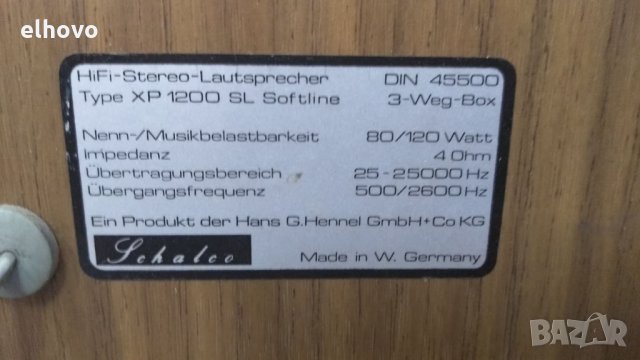 elhovo
HiFi-Stereo-Lautsprecher DIN 45500
Type XP 1200 SL Softline 3-Weg-Box
Nenn-/Musikbelastbarkeit 80/120 Watt
Impedanz 4 Ohm
Übertragungsbereich 25-25000 Hz
Übergangsfrequenz 500/2600 Hz
Ein Produkt der Hans G. Hennel GmbH+Co KG
Schalco Made in W. Germany
BAZAR